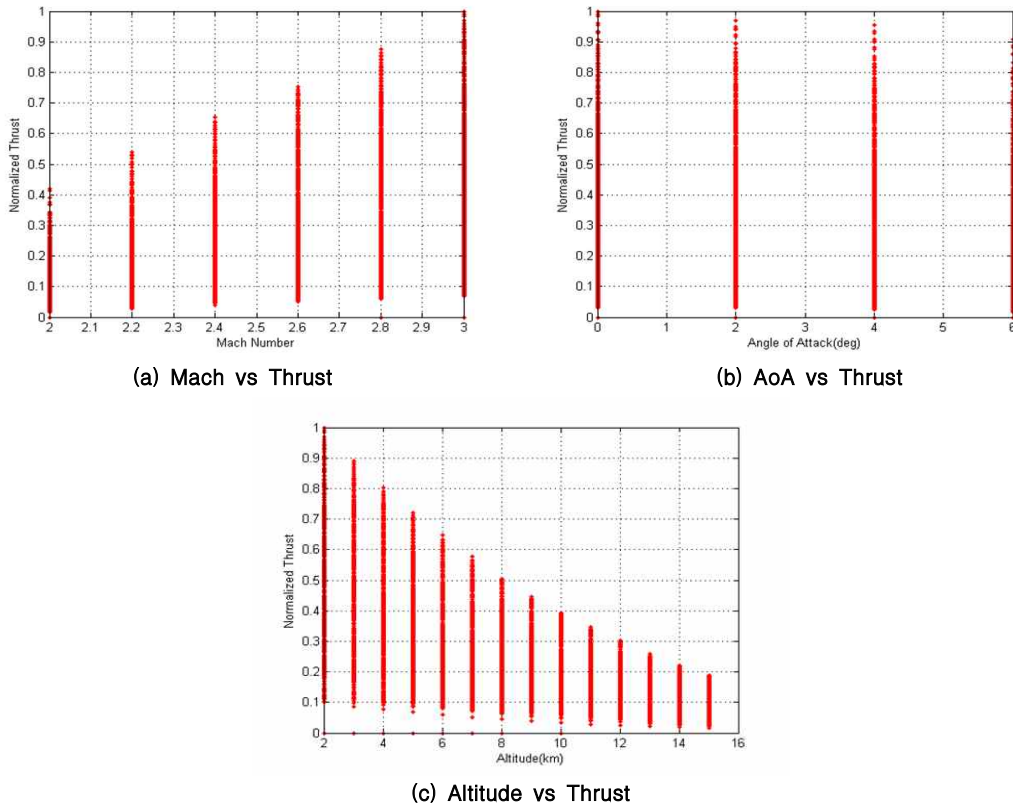 1
0.9
0.8
0.7
0.6
0.5
0.4
0.3
0.2
0.1
0
Normalized Thrust
2 2.1 2.2 2.3 2.4 2.5 2.6 2.7 2.8 2.9 3
Mach Number
(a) Mach vs Thrust
1
0.9
0.8
0.7
0.6
0.5
0.4
0.3
0.2
0.1
0
Normalized Thrust
0 1 2 3 4 5 6
Angle of Attack(deg)
(b) AoA vs Thrust
1
0.9
0.8
0.7
0.6
0.5
0.4
0.3
0.2
0.1
0
Normalized Thrust
2 4 6 8 10 12 14 16
Altitude(km)
(c) Altitude vs Thrust